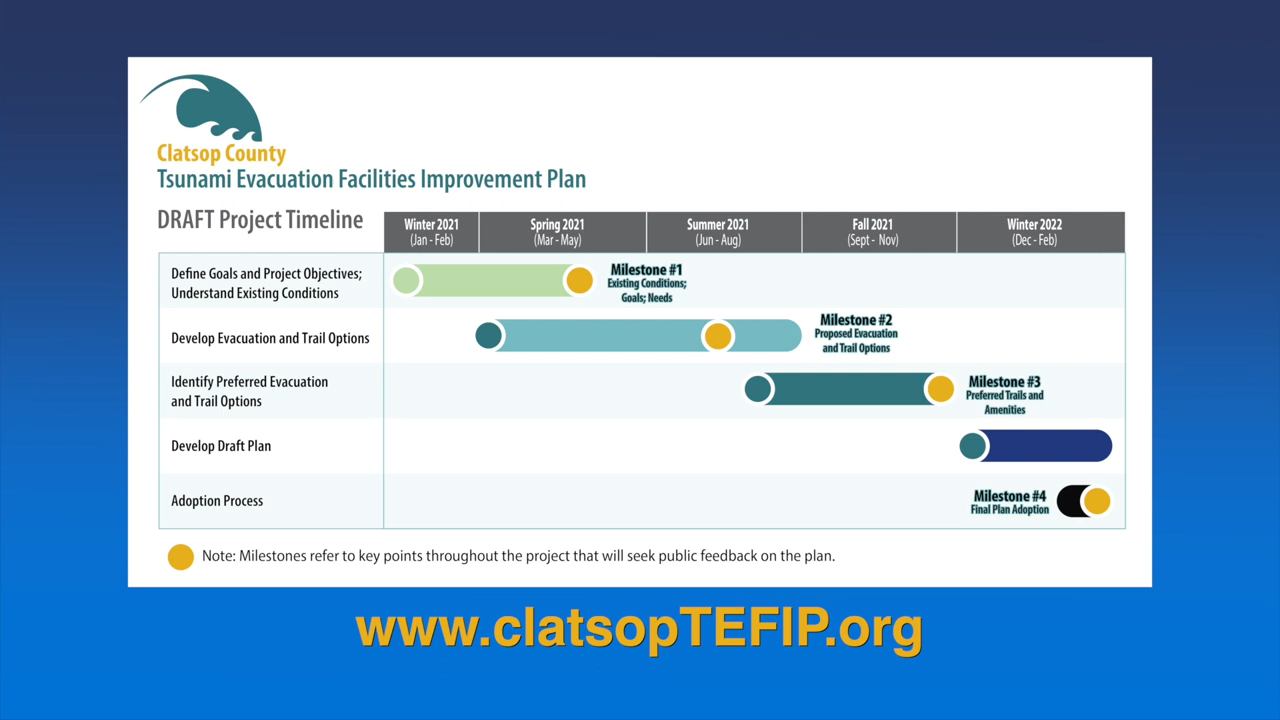 Clatsop County
Tsunami Evacuation Facilities Improvement Plan
DRAFT Project Timeline
Winter 2021
(Jan - Feb)
Spring 2021
(Mar - May)
Summer 2021
(Jun - Aug)
Fall 2021
(Sept - Nov)
Winter 2022
(Dec - Feb)
Define Goals and Project Objectives;
Understand Existing Conditions
Milestone #1
Existing Conditions;
Goals; Needs
Develop Evacuation and Trail Options
Milestone #2
Proposed Evacuation
and Trail Options
Identify Preferred Evacuation
and Trail Options
Milestone #3
Preferred Trails and
Amenities
Develop Draft Plan
Adoption Process
Milestone #4
Final Plan Adoption
Note: Milestones refer to key points throughout the project that will seek public feedback on the plan.
www.clatsopTEFIP.org